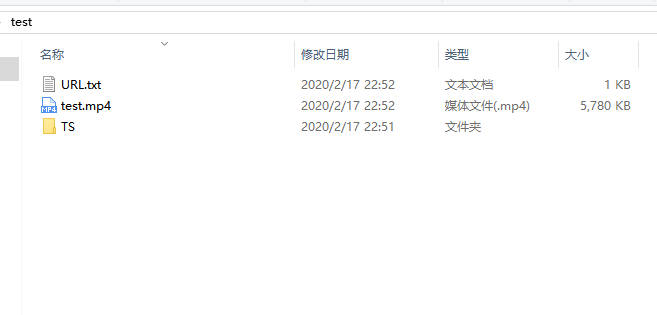 test
名称 修改日期 类型 大小
URL.txt 2020/2/17 22:52 文本文档 1 KB
MP4 test.mp4 2020/2/17 22:52 媒体文件(.mp4) 5,780 KB
TS 2020/2/17 22:51 文件夹